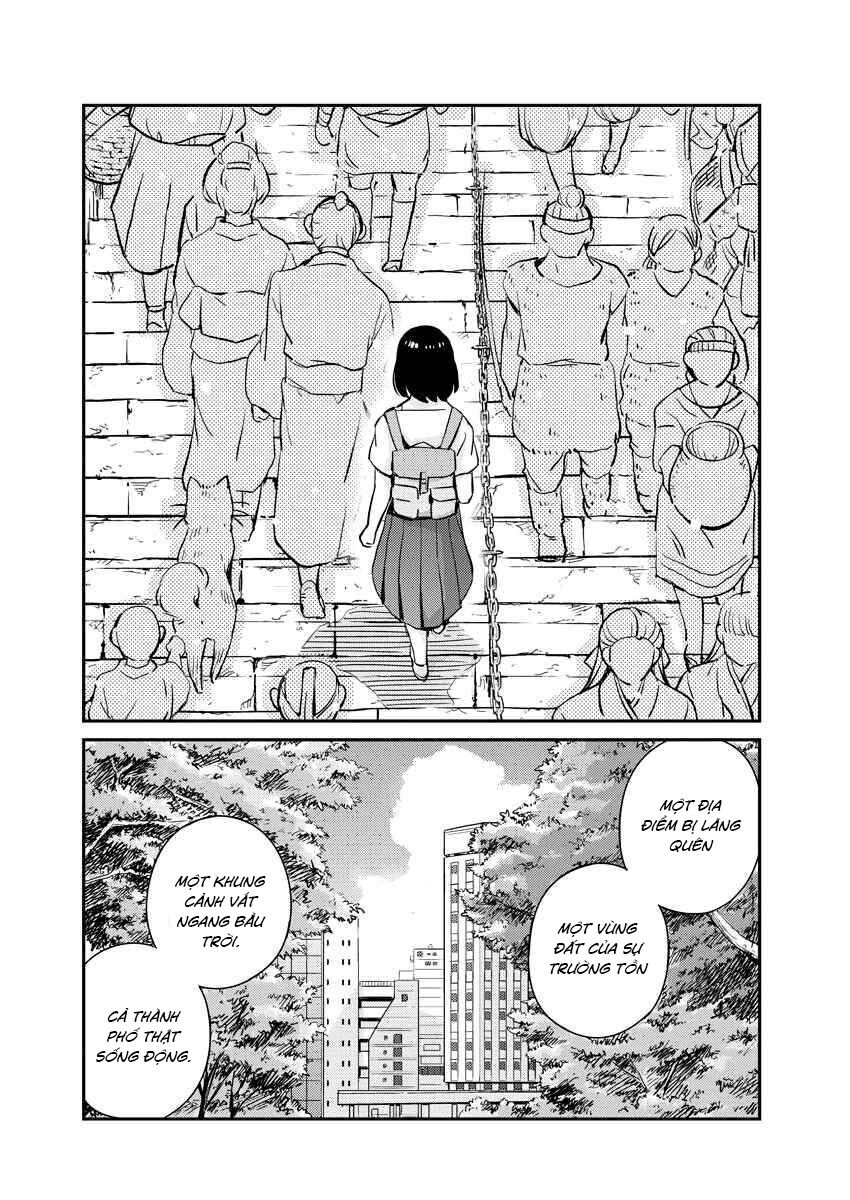 MỘT ĐỊA
ĐIỂM BỊ LÃNG
QUÊN
MỘT VÙNG
ĐẤT CỦA SỰ
TRƯỜNG TỒN
MỘT KHUNG
CẢNH VẮT
NGANG BẦU
TRỜI.
CẢ THÀNH
PHỐ THẬT
SỐNG ĐỘNG.